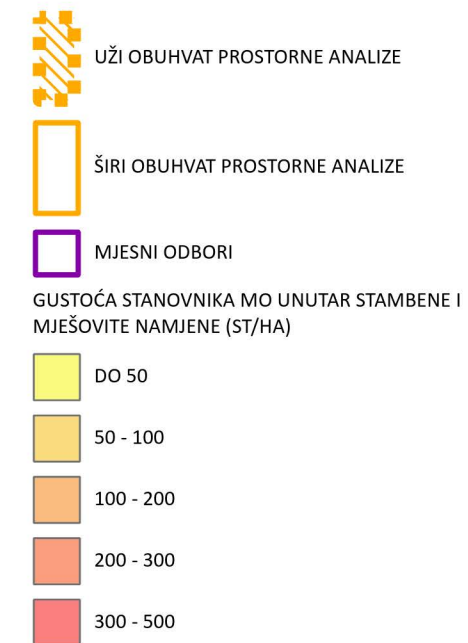 UŽI OBUHVAT PROSTORNE ANALIZE
ŠIRI OBUHVAT PROSTORNE ANALIZE
MJESNI ODBORI
GUSTOĆA STANOVNIKA MO UNUTAR STAMBENE I
MJEŠOVITE NAMJENE (ST/HA)
DO 50
50 - 100
100 - 200
200 - 300
300 - 500